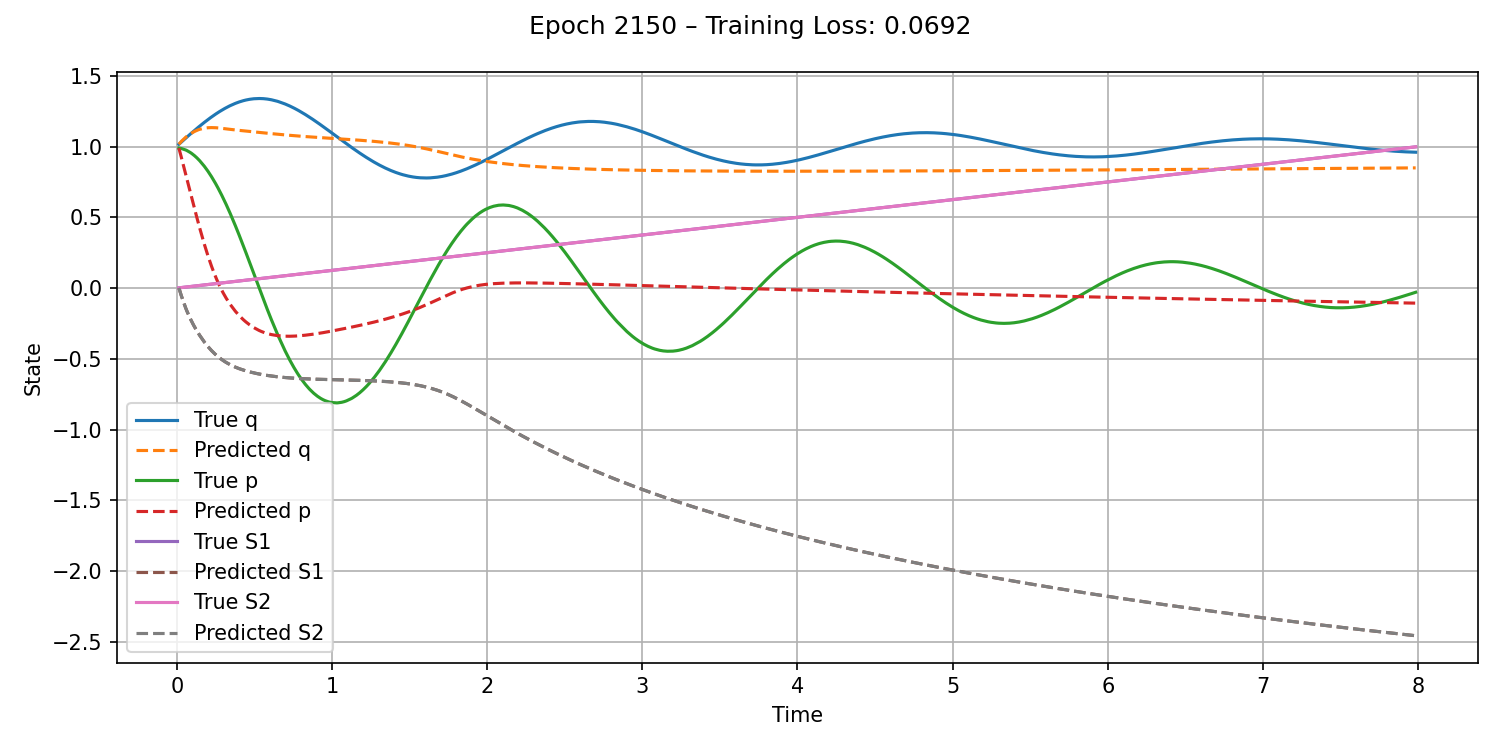 Epoch 2150 – Training Loss: 0.0692
1.5
1.0
0.5
0.0
−0.5
−1.0
−1.5
−2.0
−2.5
State
True q
Predicted q
True p
Predicted p
True S1
Predicted S1
True S2
Predicted S2
0 1 2 3 4 5 6 7 8
Time